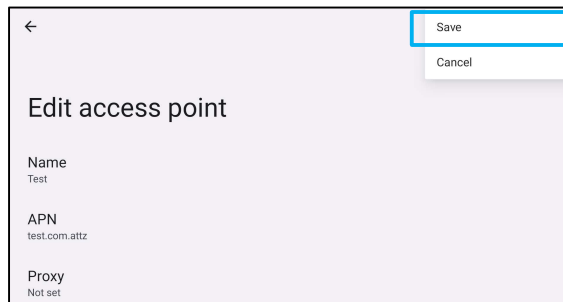 Save
Cancel
Edit access point
Name
Test
APN
test.com.attz
Proxy
Not set